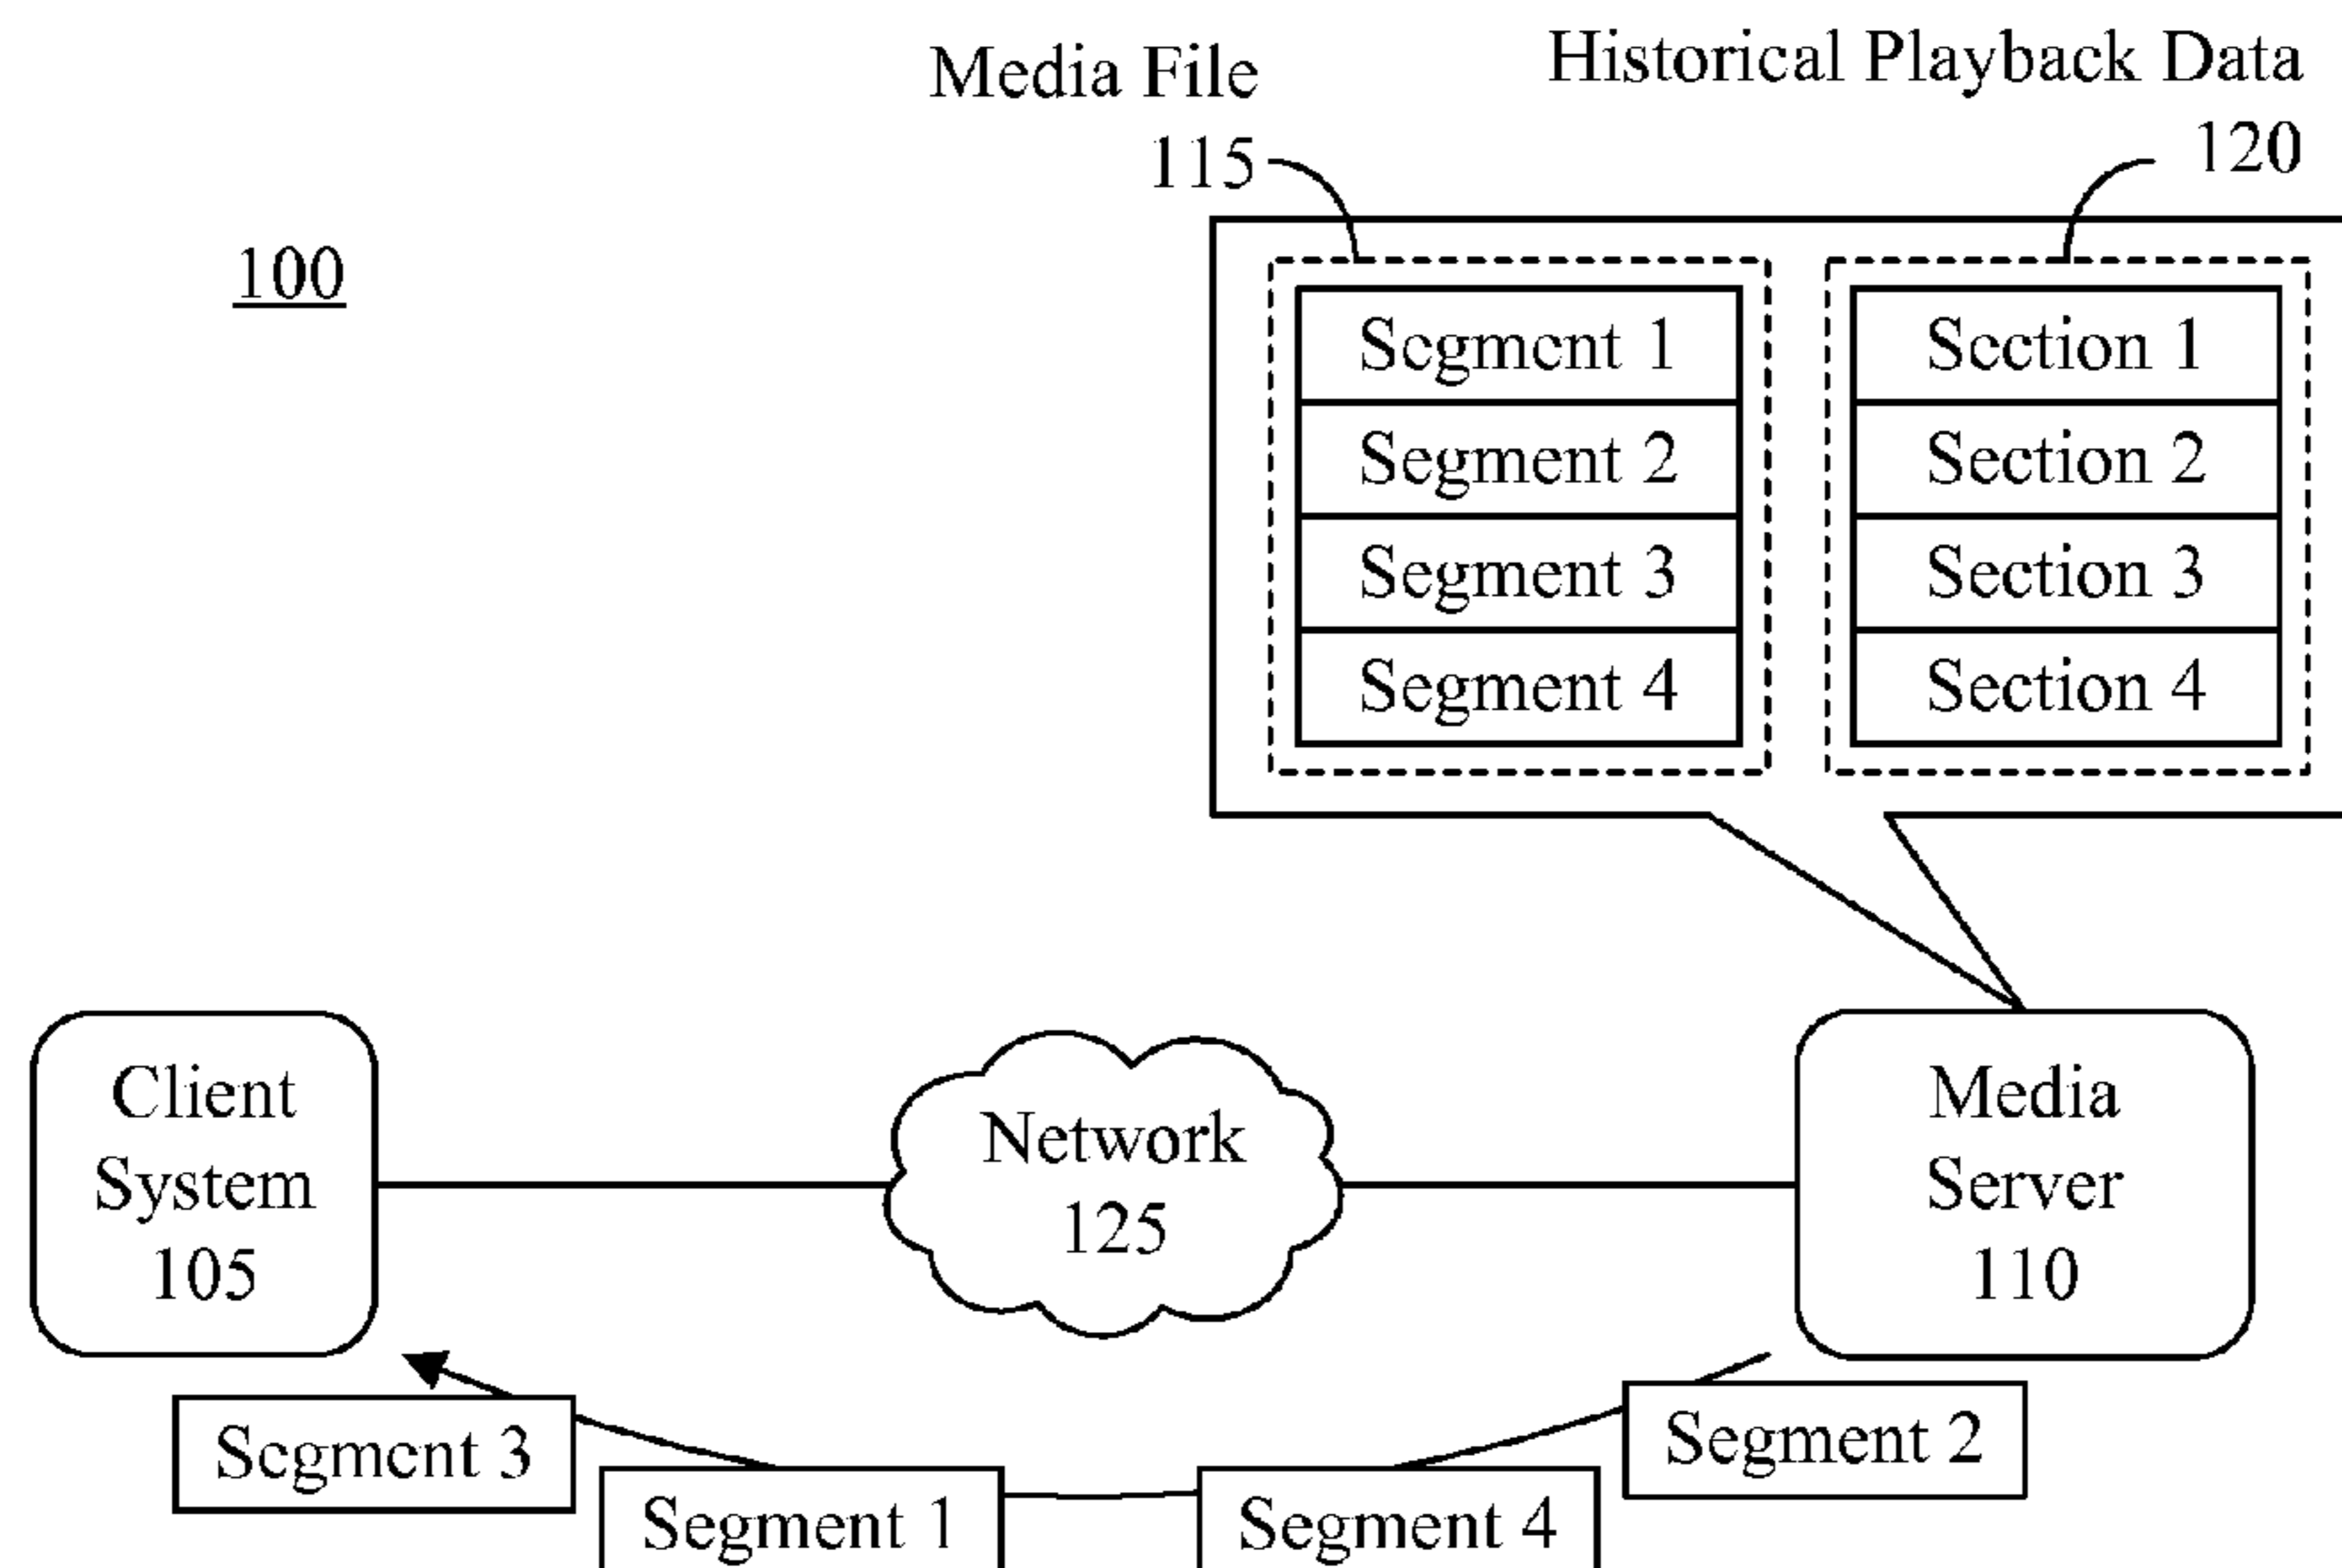 Media File
115
Historical Playback Data
120
100
Segment 1
Segment 2
Segment 3
Segment 4
Section 1
Section 2
Section 3
Section 4
Client
System
105
Network
125
Media
Server
110
Segment 3
Segment 1
Segment 4
Segment 2